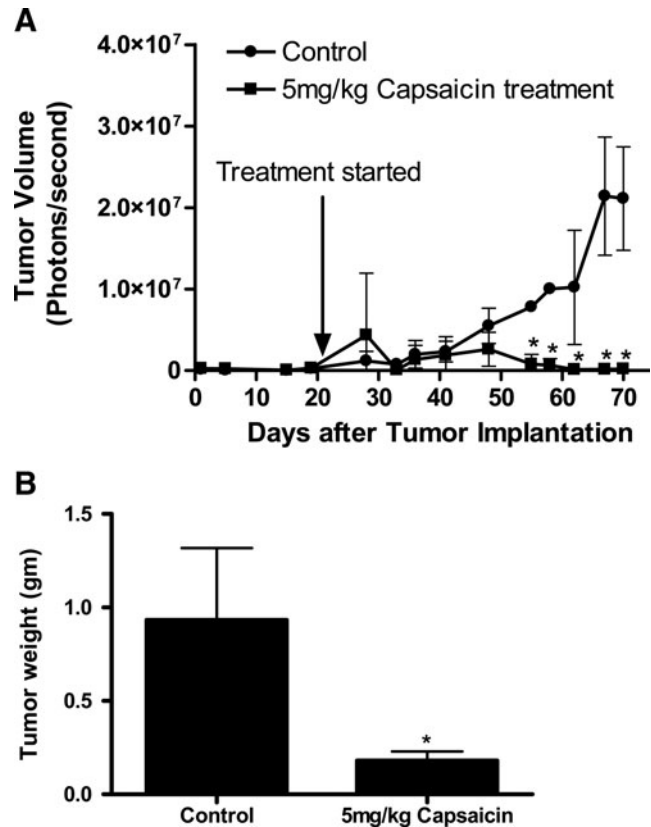 A
Control
5mg/kg Capsaicin treatment
Treatment started
Tumor Volume
(Photons/second)
4.0×10⁷
3.0×10⁷
2.0×10⁷
1.0×10⁷
0
* * * * *
0 10 20 30 40 50 60 70
Days after Tumor Implantation
B
Tumor weight (gm)
1.5
1.0
0.5
0.0
*
Control 5mg/kg Capsaicin